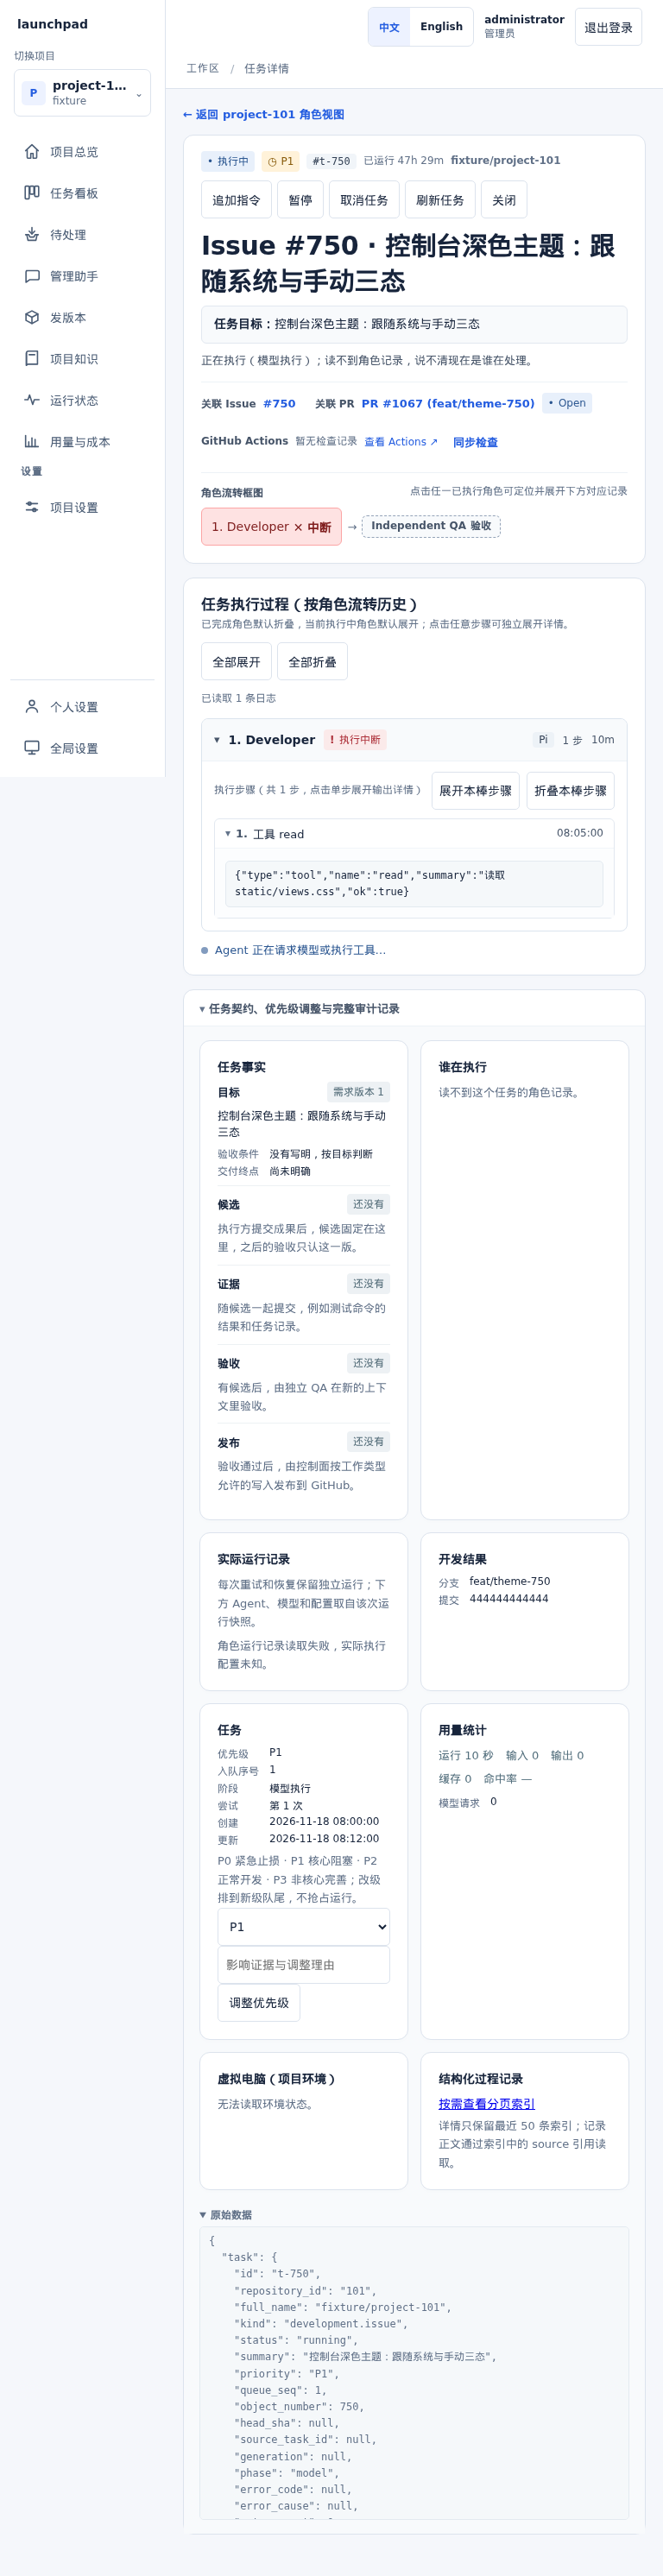 launchpad
切换项目
P
project-1…
fixture
项目总览
任务看板
待处理
管理助手
发版本
项目知识
运行状态
用量与成本
设置
项目设置
个人设置
全局设置
中文
English
administrator
管理员
退出登录
工作区 / 任务详情
← 返回 project-101 角色视图
• 执行中
P1
#t-750
已运行 47h 29m
fixture/project-101
追加指令
暂停
取消任务
刷新任务
关闭
Issue #750 · 控制台深色主题：跟
随系统与手动三态
任务目标：控制台深色主题：跟随系统与手动三态
正在执行（模型执行）；读不到角色记录，说不清现在是谁在处理。
关联 Issue #750 关联 PR PR #1067 (feat/theme-750) • Open
GitHub Actions 暂无检查记录 查看 Actions ↗ 同步检查
角色流转框图
点击任一已执行角色可定位并展开下方对应记录
1. Developer × 中断 → Independent QA 验收
任务执行过程（按角色流转历史）
已完成角色默认折叠，当前执行中角色默认展开；点击任意步骤可独立展开详情。
全部展开
全部折叠
已读取 1 条日志
▾ 1. Developer ! 执行中断 Pi 1 步 10m
执行步骤（共 1 步，点击单步展开输出详情）
展开本棒步骤
折叠本棒步骤
▾ 1. 工具 read 08:05:00
{"type":"tool","name":"read","summary":"读取
static/views.css","ok":true}
Agent 正在请求模型或执行工具…
▾ 任务契约、优先级调整与完整审计记录
任务事实
目标 需求版本 1
控制台深色主题：跟随系统与手动
三态
验收条件 没有写明，按目标判断
交付终点 尚未明确
候选 还没有
执行方提交成果后，候选固定在这
里，之后的验收只认这一版。
证据 还没有
随候选一起提交，例如测试命令的
结果和任务记录。
验收 还没有
有候选后，由独立 QA 在新的上下
文里验收。
发布 还没有
验收通过后，由控制面按工作类型
允许的写入发布到 GitHub。
谁在执行
读不到这个任务的角色记录。
实际运行记录
每次重试和恢复保留独立运行；下
方 Agent、模型和配置取自该次运
行快照。
角色运行记录读取失败，实际执行
配置未知。
开发结果
分支 feat/theme-750
提交 444444444444
任务
优先级 P1
入队序号 1
阶段 模型执行
尝试 第 1 次
创建 2026-11-18 08:00:00
更新 2026-11-18 08:12:00
P0 紧急止损 · P1 核心阻塞 · P2
正常开发 · P3 非核心完善；改级
排到新级队尾，不抢占运行。
P1
影响证据与调整理由
调整优先级
用量统计
运行 10 秒 输入 0 输出 0
缓存 0 命中率 —
模型请求 0
虚拟电脑（项目环境）
无法读取环境状态。
结构化过程记录
按需查看分页索引
详情只保留最近 50 条索引；记录
正文通过索引中的 source 引用读
取。
▼ 原始数据
{
"task": {
"id": "t-750",
"repository_id": "101",
"full_name": "fixture/project-101",
"kind": "development.issue",
"status": "running",
"summary": "控制台深色主题：跟随系统与手动三态",
"priority": "P1",
"queue_seq": 1,
"object_number": 750,
"head_sha": null,
"source_task_id": null,
"generation": null,
"phase": "model",
"error_code": null,
"error_cause": null,